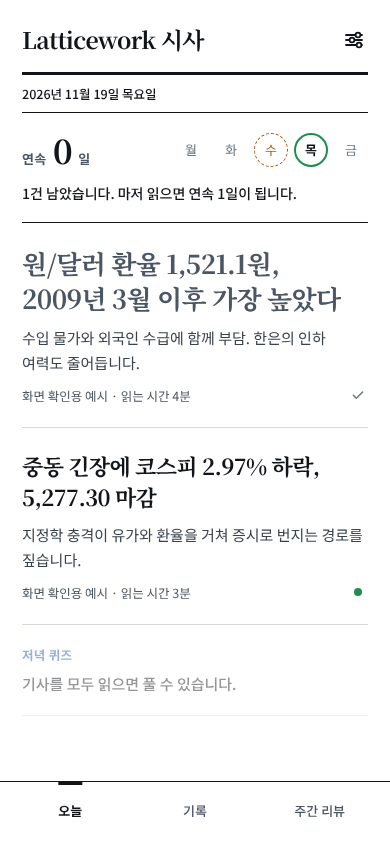 Latticework 시사
2026년 11월 19일 목요일
연속 0 일
월 화 수 목 금
1건 남았습니다. 마저 읽으면 연속 1일이 됩니다.
원/달러 환율 1,521.1원,
2009년 3월 이후 가장 높았다
수입 물가와 외국인 수급에 함께 부담. 한은의 인하
여력도 줄어듭니다.
화면 확인용 예시 · 읽는 시간 4분
중동 긴장에 코스피 2.97% 하락,
5,277.30 마감
지정학 충격이 유가와 환율을 거쳐 증시로 번지는 경로를
짚습니다.
화면 확인용 예시 · 읽는 시간 3분
저녁 퀴즈
기사를 모두 읽으면 풀 수 있습니다.
오늘 기록 주간 리뷰